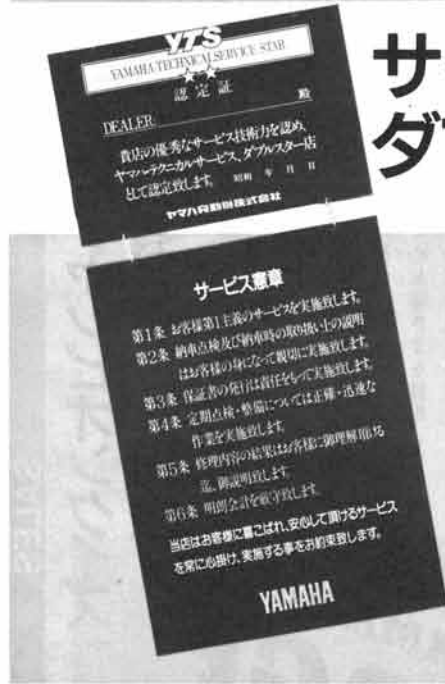 YTS
YAMAHA TECHNICAL SERVICE STAR
認定証
DEALER. 殿
貴店の優秀なサービス技術力を認め、
ヤマハテクニカルサービス、ダブルスター店
として認定致します。 昭和 年 月 日
ヤマハ発動機株式会社
サービス憲章
第1条 お客様第1主義のサービスを実施致します。
第2条 納車点検及び納車時の取り扱い上の説明
はお客様の身になって親切に実施致します。
第3条 保証書の発行は責任をもって実施致します。
第4条 定期点検・整備については正確・迅速な
作業を実施致します。
第5条 修理内容の結果はお客様に御理解頂ける
迄、御説明致します。
第6条 明朗会計を厳守致します。
当店はお客様に喜こばれ、安心して頂けるサービス
を常に心掛け、実施する事をお約束致します。
YAMAHA
サ
ダ